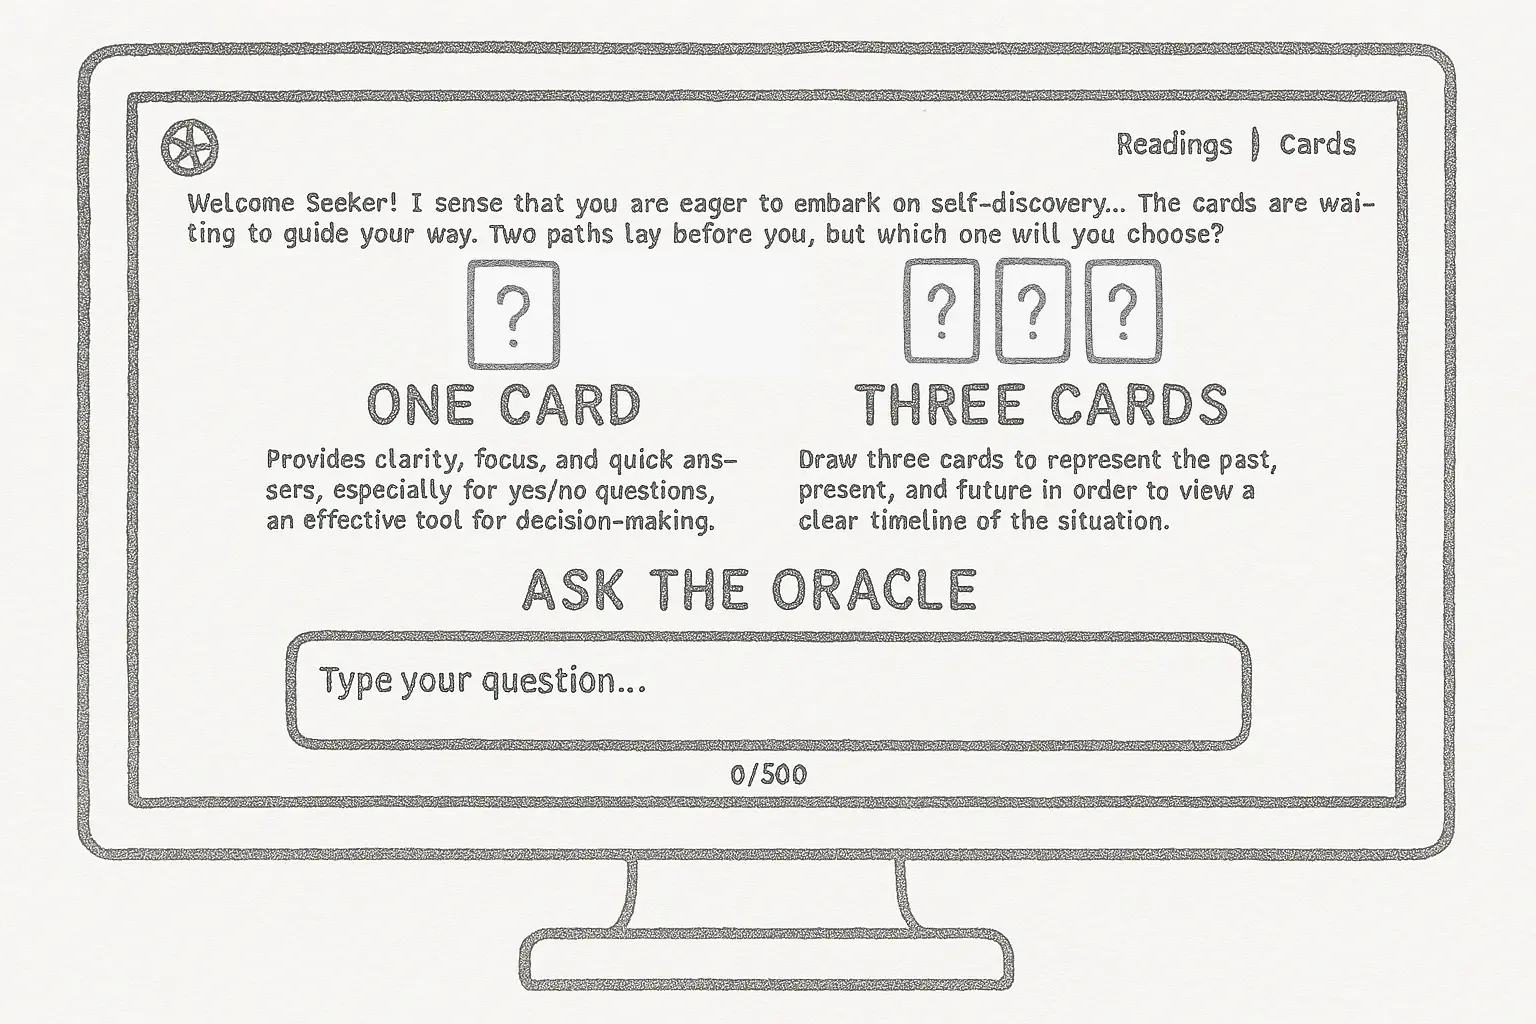 Readings | Cards
Welcome Seeker! I sense that you are eager to embark on self-discovery... The cards are wai-
ting to guide your way. Two paths lay before you, but which one will you choose?
?
? ? ?
ONE CARD
THREE CARDS
Provides clarity, focus, and quick ans-
sers, especially for yes/no questions,
an effective tool for decision-making.
Draw three cards to represent the past,
present, and future in order to view a
clear timeline of the situation.
ASK THE ORACLE
Type your question...
0/500